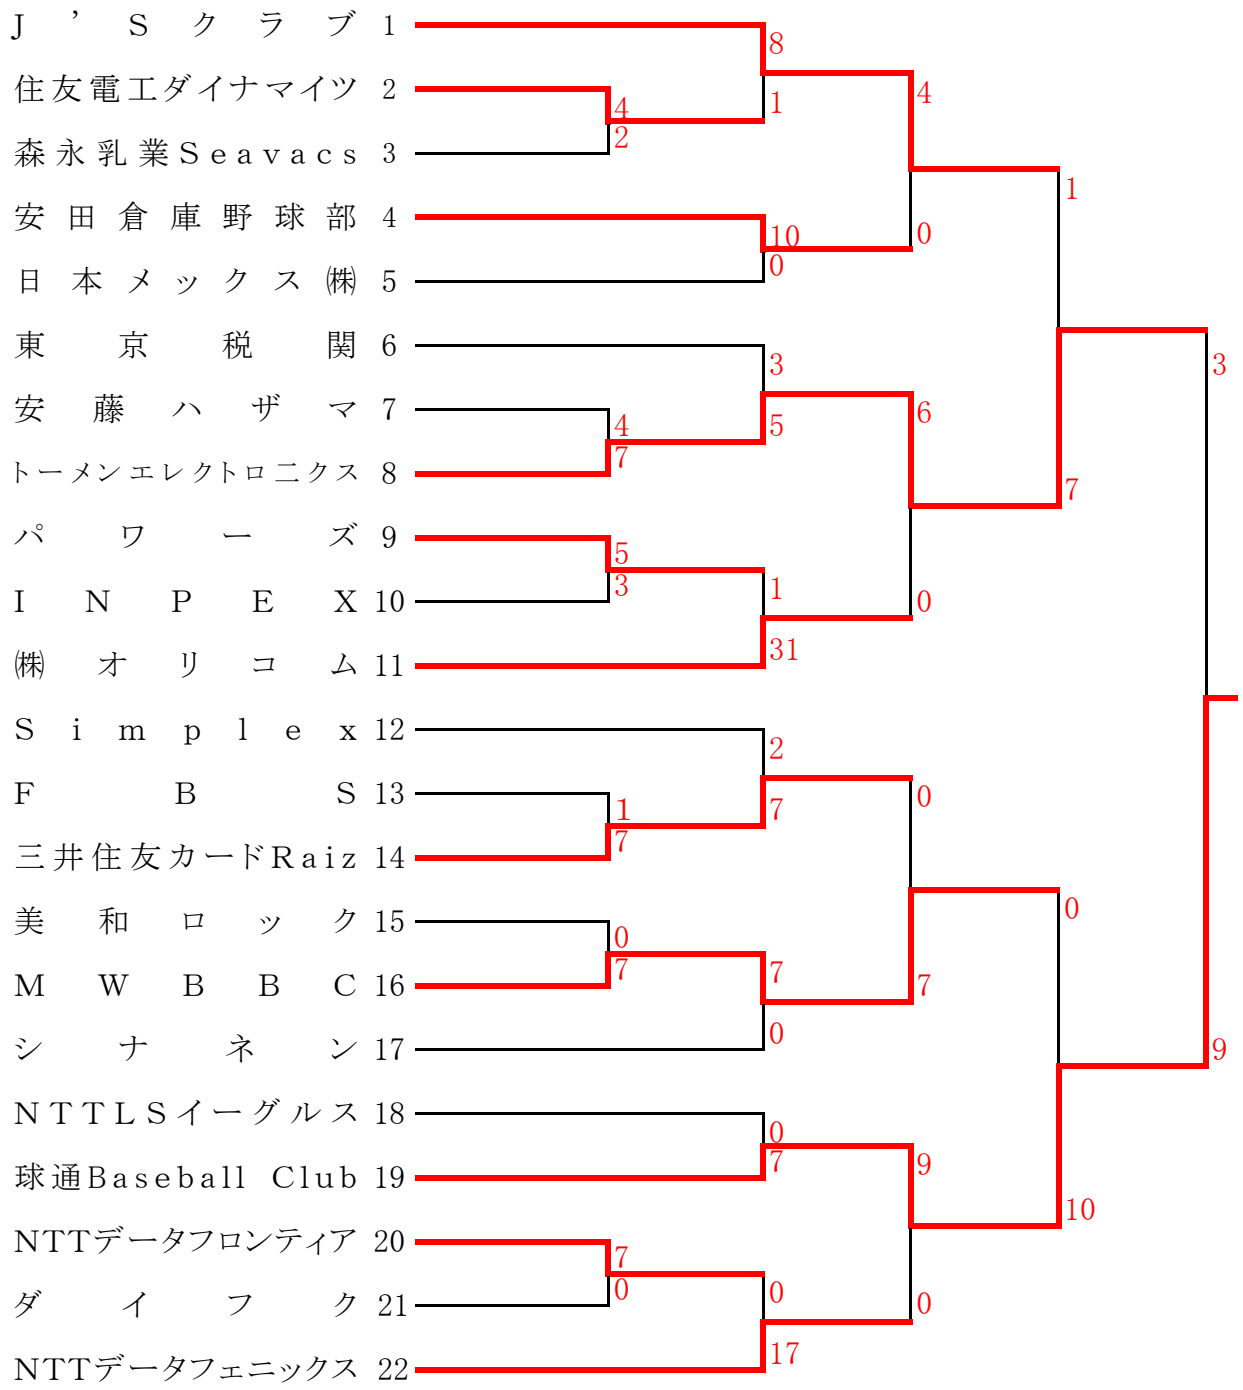 J’Sクラブ 1
8
住友電工ダイナマイツ 2
4
4
1
2
森永乳業Seavacs 3
1
安田倉庫野球部 4
10
0
0
日本メックス㈱ 5
東京税関 6
3
3
安藤ハザマ 7
6
4
5
7
トーメンエレクトロニクス 8
7
パワーズ 9
5
3
1
INPEX 10
0
31
㈱オリコム 11
Simplex 12
2
FBS 13
0
1
7
7
三井住友カードRaiz 14
0
美和ロック 15
0
7
7
MWBBC 16
7
0
シナネン 17
9
NTTLSイーグルス 18
0
7
9
球通Baseball Club 19
10
NTTデータフロンティア 20
7
0
0
ダイフク 21
0
17
NTTデータフェニックス 22